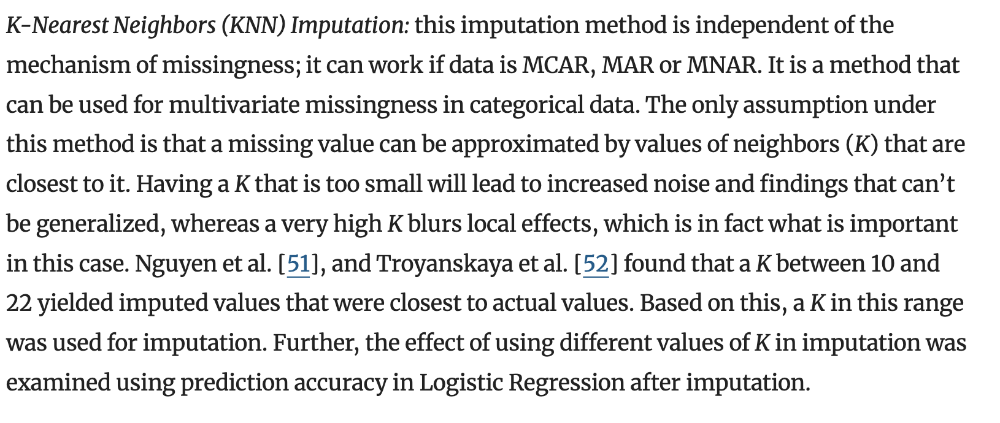 K-Nearest Neighbors (KNN) Imputation: this imputation method is independent of the
mechanism of missingness; it can work if data is MCAR, MAR or MNAR. It is a method that
can be used for multivariate missingness in categorical data. The only assumption under
this method is that a missing value can be approximated by values of neighbors (K) that are
closest to it. Having a K that is too small will lead to increased noise and findings that can’t
be generalized, whereas a very high K blurs local effects, which is in fact what is important
in this case. Nguyen et al. [51], and Troyanskaya et al. [52] found that a K between 10 and
22 yielded imputed values that were closest to actual values. Based on this, a K in this range
was used for imputation. Further, the effect of using different values of K in imputation was
examined using prediction accuracy in Logistic Regression after imputation.